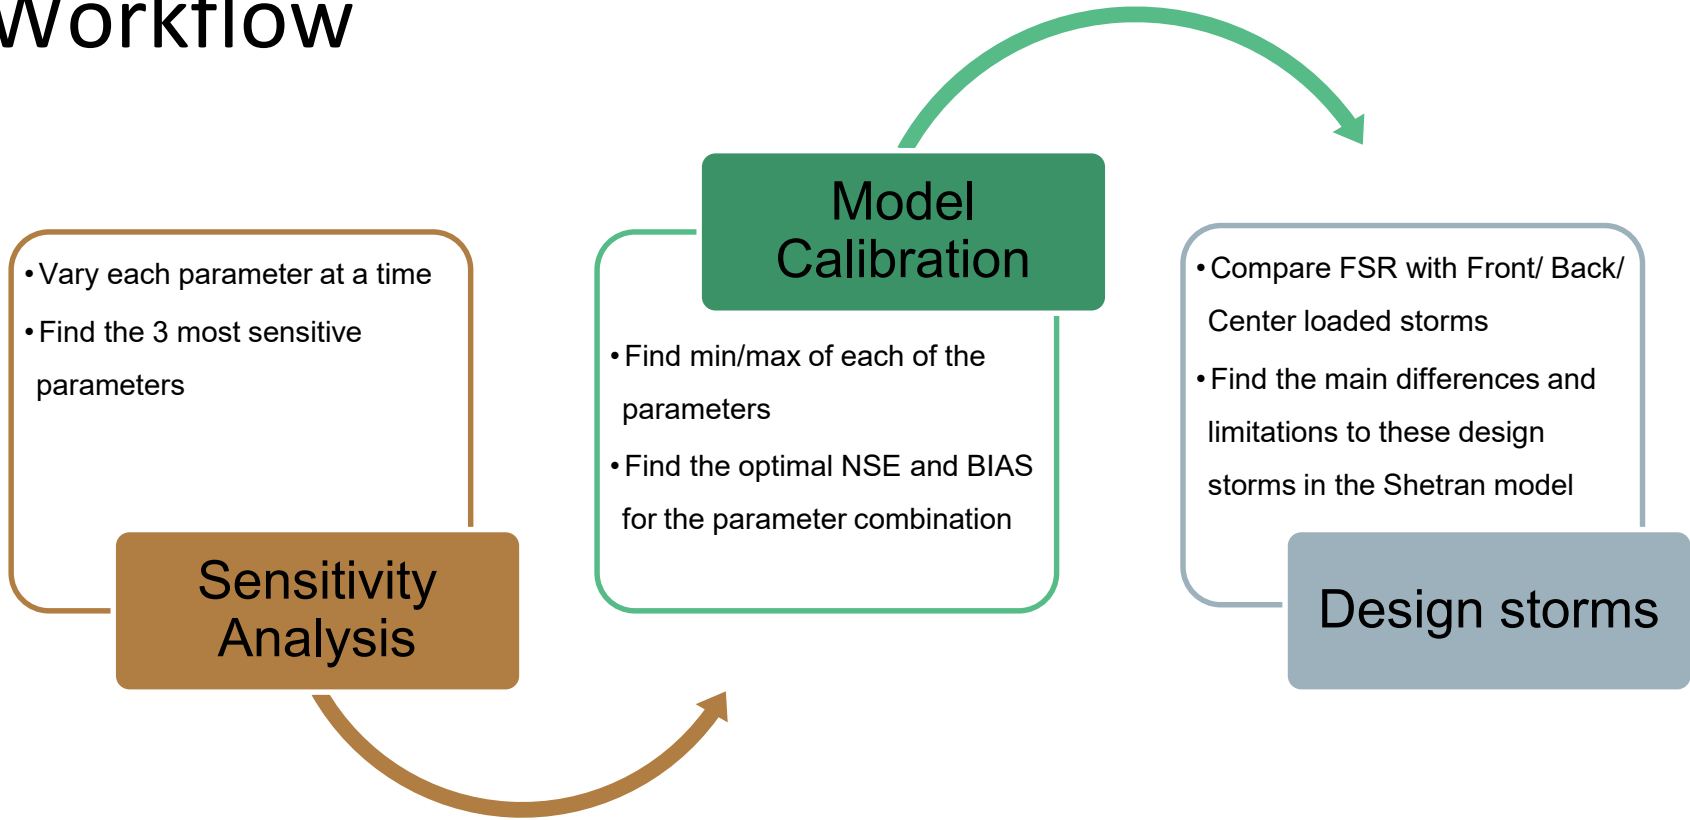 Workflow
• Vary each parameter at a time
• Find the 3 most sensitive
parameters
Sensitivity
Analysis
Model
Calibration
• Find min/max of each of the
parameters
• Find the optimal NSE and BIAS
for the parameter combination
• Compare FSR with Front/ Back/
Center loaded storms
• Find the main differences and
limitations to these design
storms in the Shetran model
Design storms